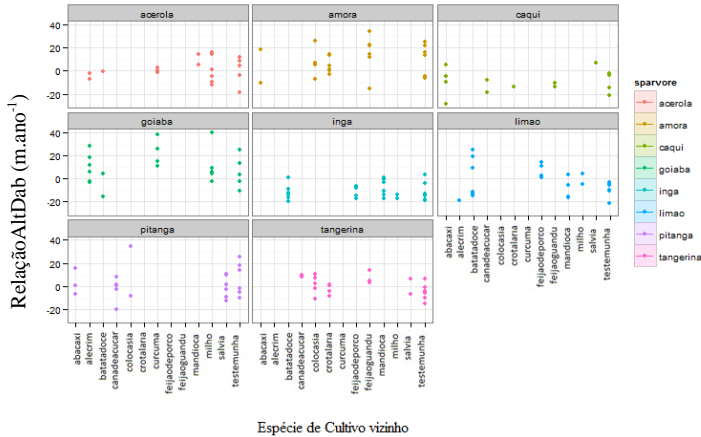 acerola amora caqui
40
20
0
-20
sparvore
acerola
amora
caqui
goiaba
inga
limao
pitanga
tangerina
goiaba inga limao
40
20
0
-20
pitanga tangerina
40
20
0
-20
RelaçãoAltDab (m.ano⁻¹)
abacaxi
alecrim
batatadoce
canadeacucar
colocasia
crotalaria
curcuma
feijaodeporco
feijaoguandu
mandioca
milho
salvia
testemunha
abacaxi
alecrim
batatadoce
canadeacucar
colocasia
crotalaria
curcuma
feijaodeporco
feijaoguandu
mandioca
milho
salvia
testemunha
abacaxi
alecrim
batatadoce
canadeacucar
colocasia
crotalaria
curcuma
feijaodeporco
feijaoguandu
mandioca
milho
salvia
testemunha
Espécie de Cultivo vizinho